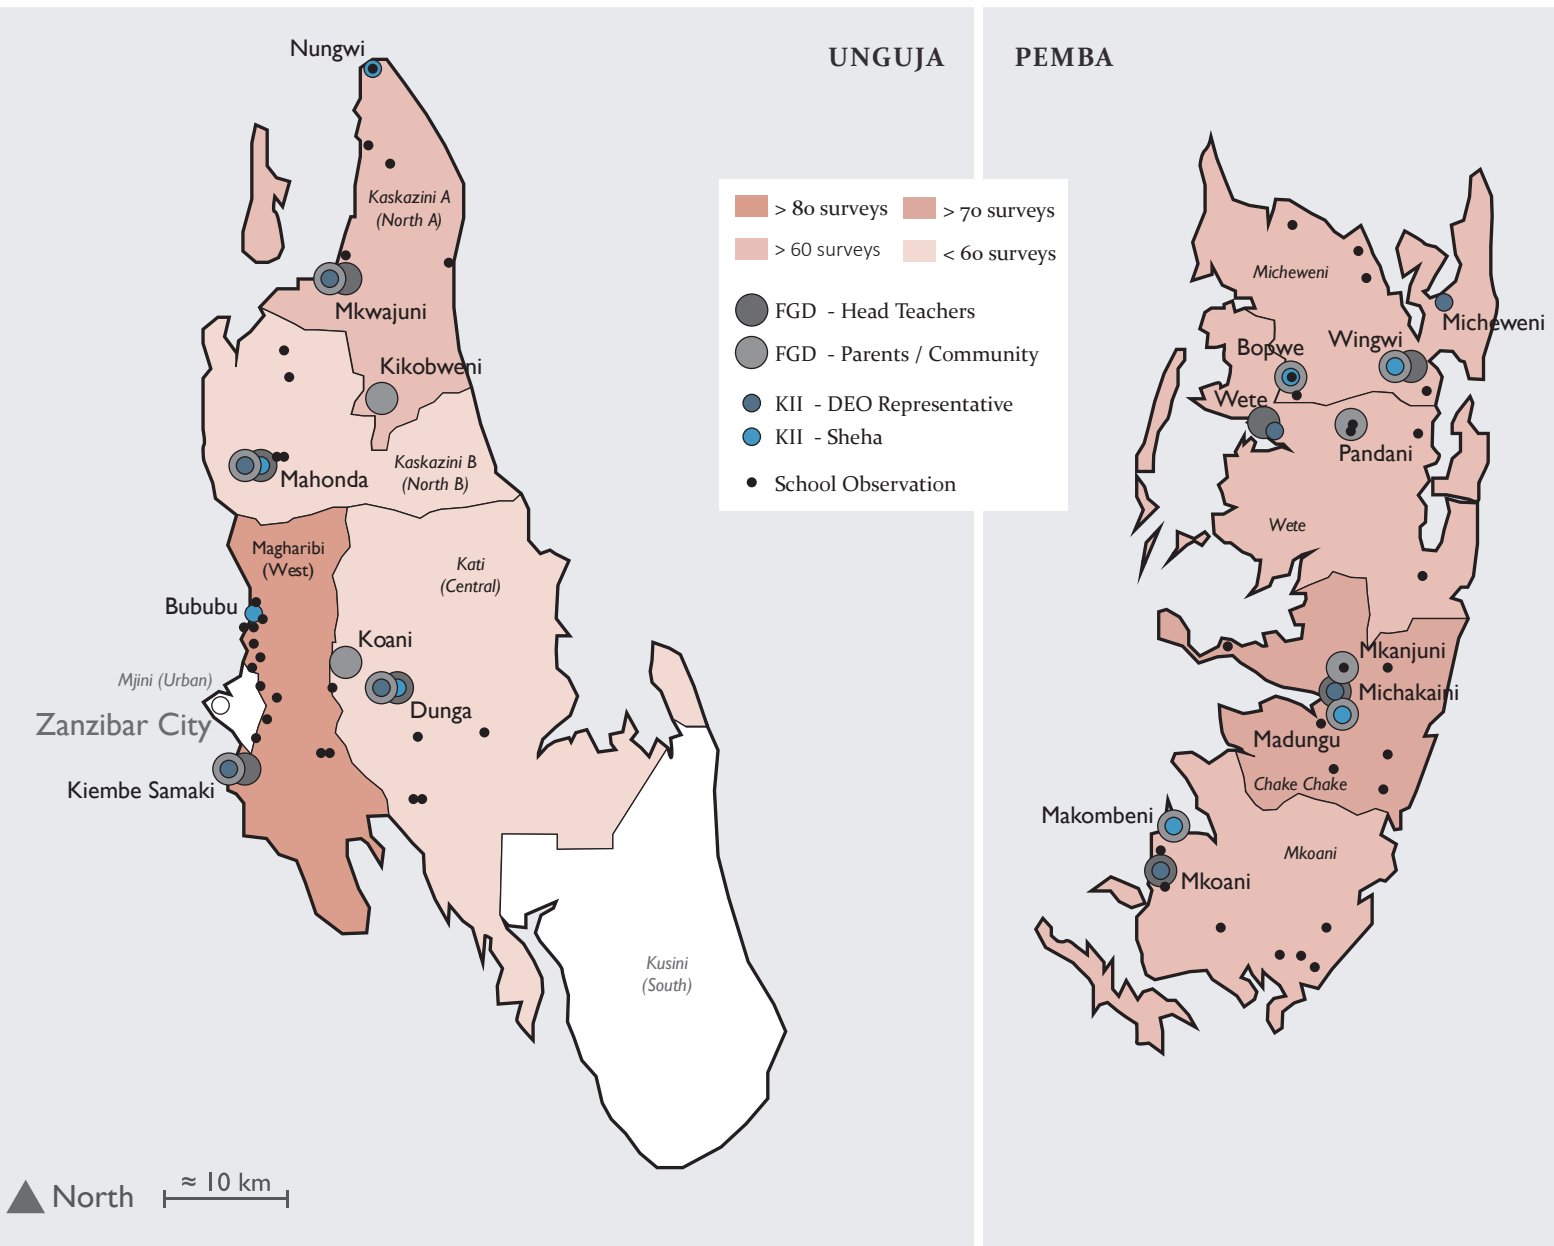 UNGUJA
PEMBA
Nungwi
Kaskazini A
(North A)
Mkwajuni
Kikobweni
Kaskazini B
(North B)
Mahonda
Magharibi
(West)
Kati
(Central)
Bububu
Koani
Mjini (Urban)
Zanzibar City
Dunga
Kiembe Samaki
Kusini
(South)
≈ 10 km
North
> 80 surveys
> 70 surveys
> 60 surveys
< 60 surveys
FGD - Head Teachers
FGD - Parents / Community
KII - DEO Representative
KII - Sheha
School Observation
Micheweni
Micheweni
Wingwi
Bopwe
Wete
Pandani
Wete
Mkanjuni
Michakaini
Madungu
Chake Chake
Makombeni
Mkoani
Mkoani